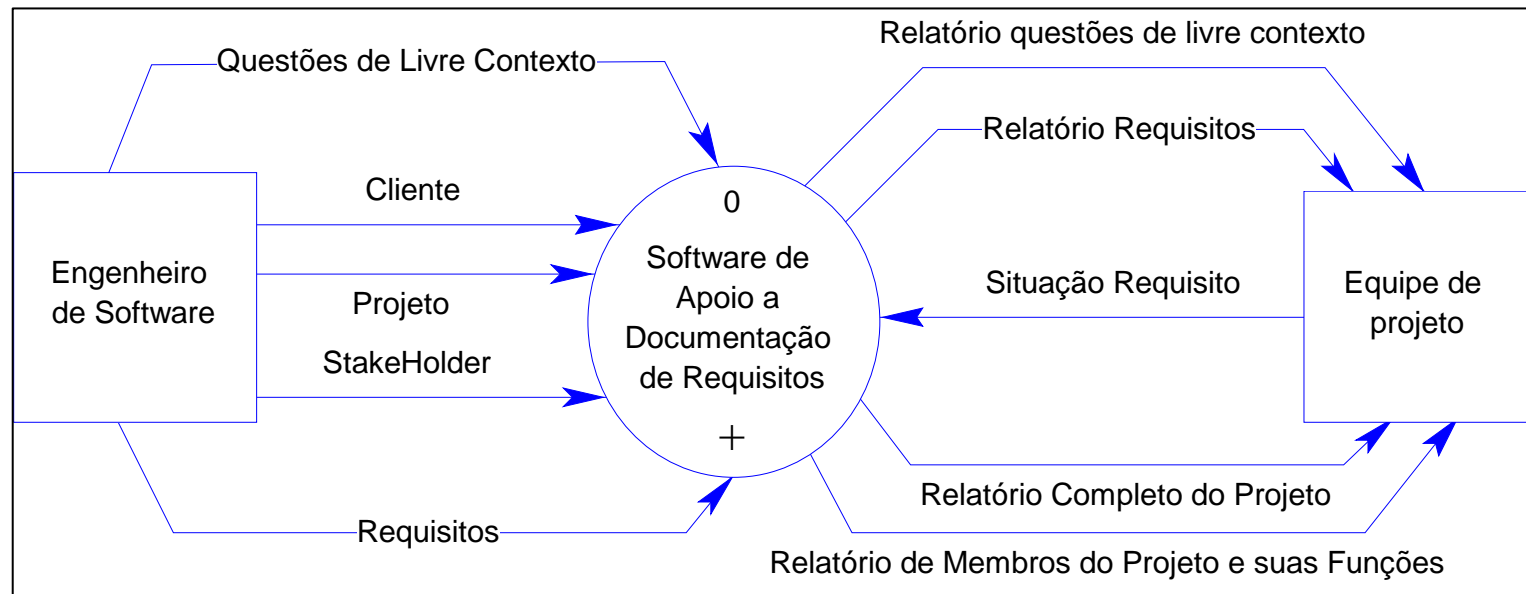 Relatório questões de livre contexto
Questões de Livre Contexto
Relatório Requisitos
Cliente
0
Engenheiro
de Software
Projeto
StakeHolder
Software de
Apoio a
Documentação
de Requisitos
+
Situação Requisito
Equipe de
projeto
Relatório Completo do Projeto
Requisitos
Relatório de Membros do Projeto e suas Funções